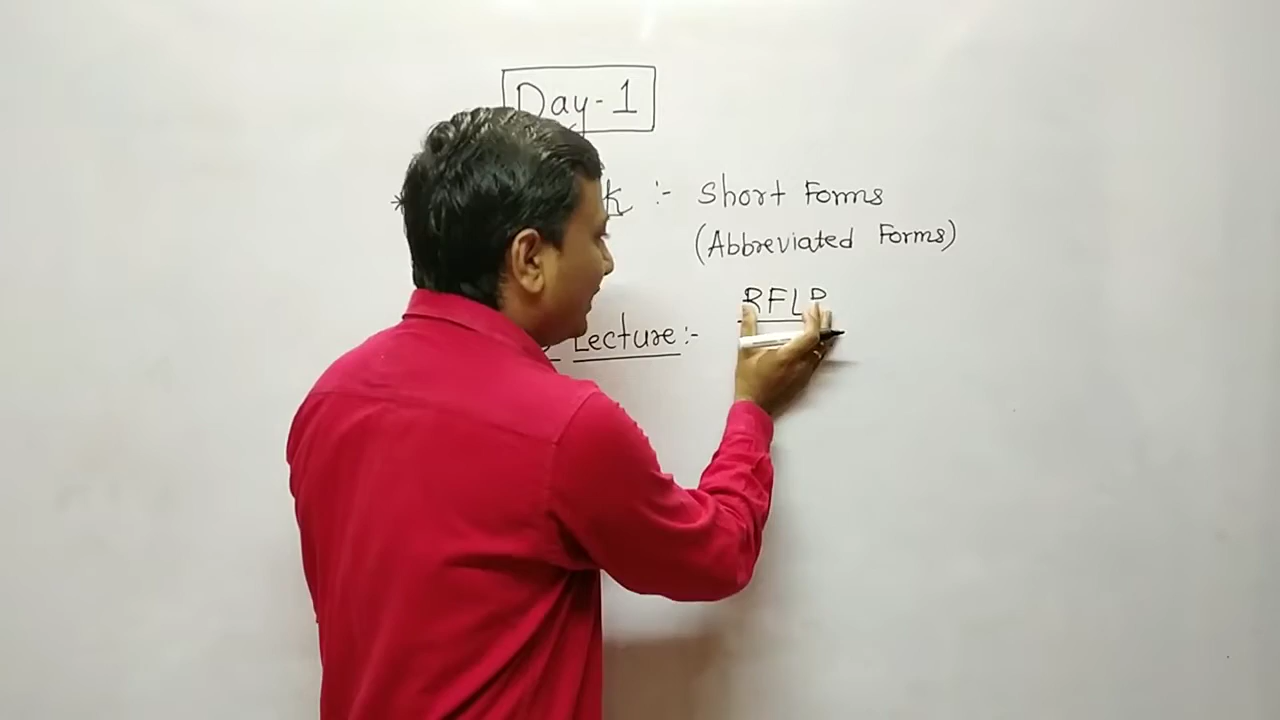 Day-1
:- Short Forms
(Abbreviated Forms)
RFLP
Lecture:-